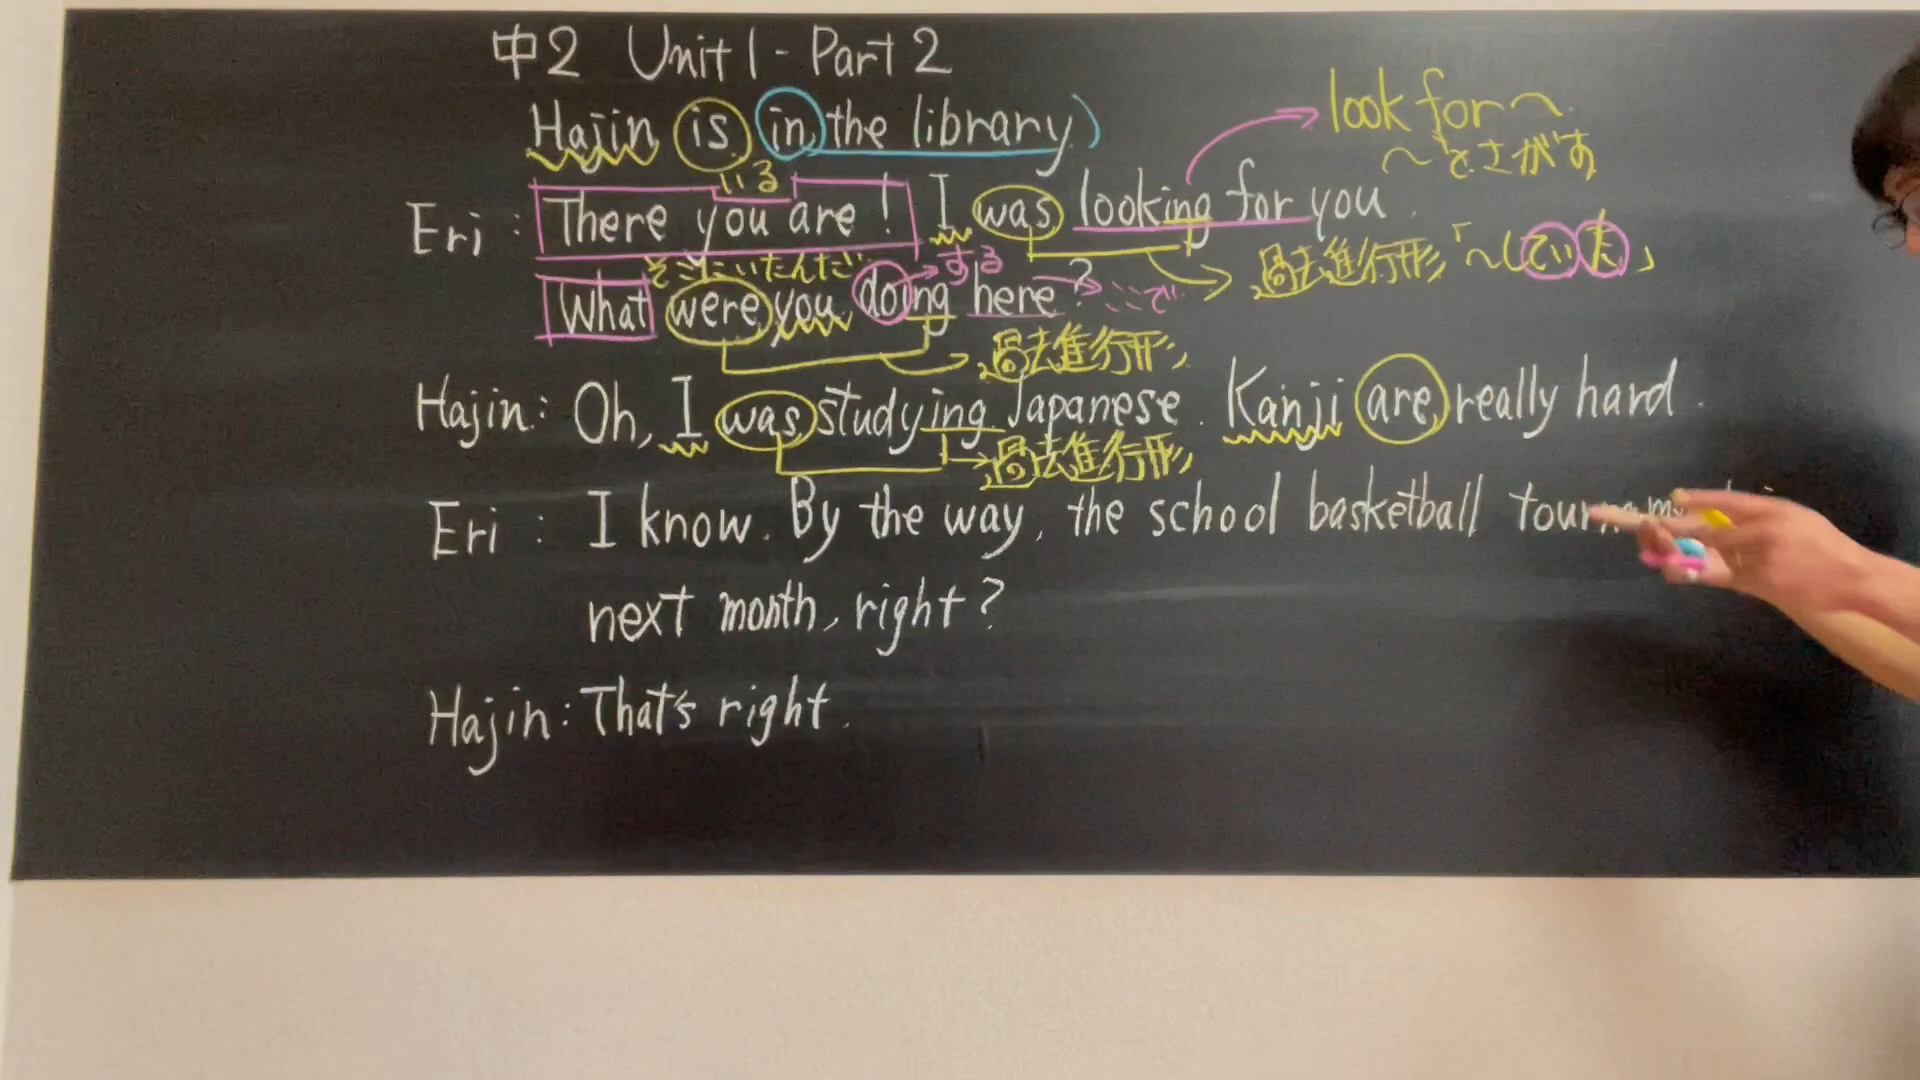 中2 Unit 1 - Part 2
Hajin is in the library
いる
look for ～
～をさがす
Eri : There you are! I was looking for you.
そこにいたんだ
する
過去進行形「～していた」
What were you doing here?
ここで
過去進行形
Hajin: Oh, I was studying Japanese. Kanji are really hard.
過去進行形
Eri : I know. By the way, the school basketball
next month, right?
Hajin: That's right.